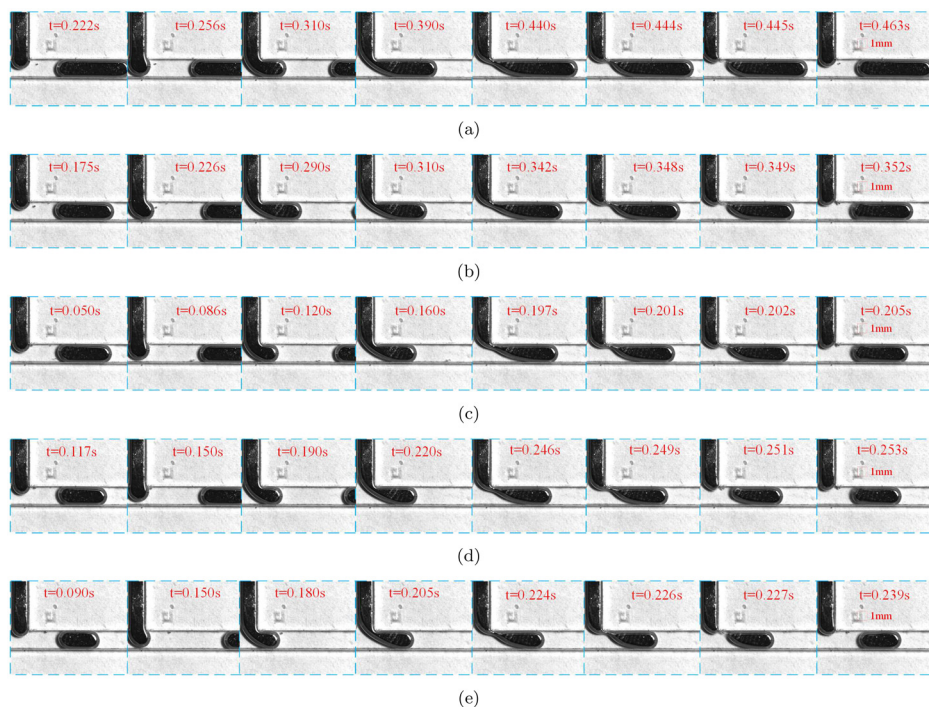 t=0.222s t=0.256s t=0.310s t=0.390s t=0.440s t=0.444s t=0.445s t=0.463s
1mm
(a)
t=0.175s t=0.226s t=0.290s t=0.310s t=0.342s t=0.348s t=0.349s t=0.352s
1mm
(b)
t=0.050s t=0.086s t=0.120s t=0.160s t=0.197s t=0.201s t=0.202s t=0.205s
1mm
(c)
t=0.117s t=0.150s t=0.190s t=0.220s t=0.246s t=0.249s t=0.251s t=0.253s
1mm
(d)
t=0.090s t=0.150s t=0.180s t=0.205s t=0.224s t=0.226s t=0.227s t=0.239s
1mm
(e)